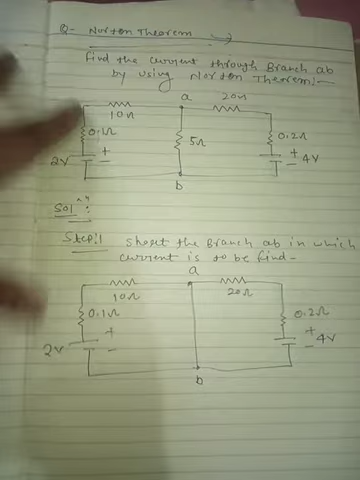 Q- Norton Theorem →
find the current through Branch ab
by using Norton Theorem:-
a
10Ω
20Ω
0.1Ω
5Ω
0.2Ω
2V
+
-
+
-
4V
b
Solⁿ:
Step:1 short the Branch ab in which
current is to be find-
a
10Ω
20Ω
0.1Ω
0.2Ω
2V
+
-
+
-
4V
b